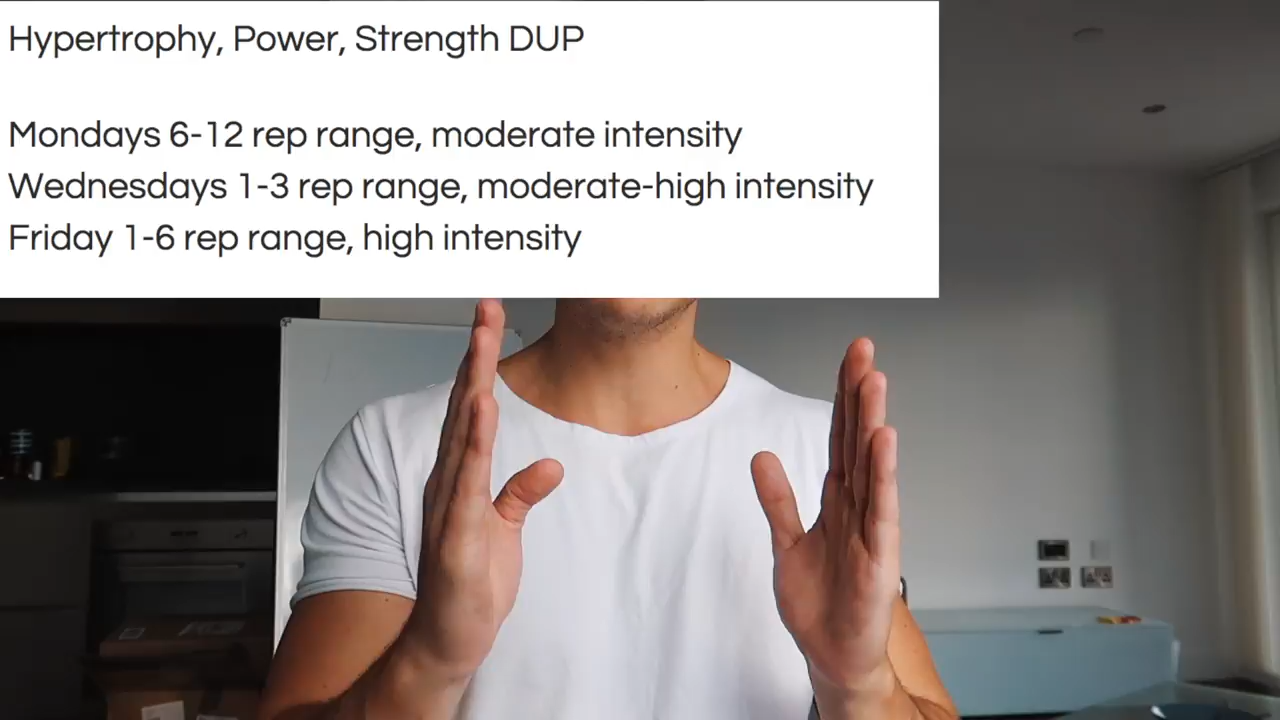 Hypertrophy, Power, Strength DUP
Mondays 6-12 rep range, moderate intensity
Wednesdays 1-3 rep range, moderate-high intensity
Friday 1-6 rep range, high intensity